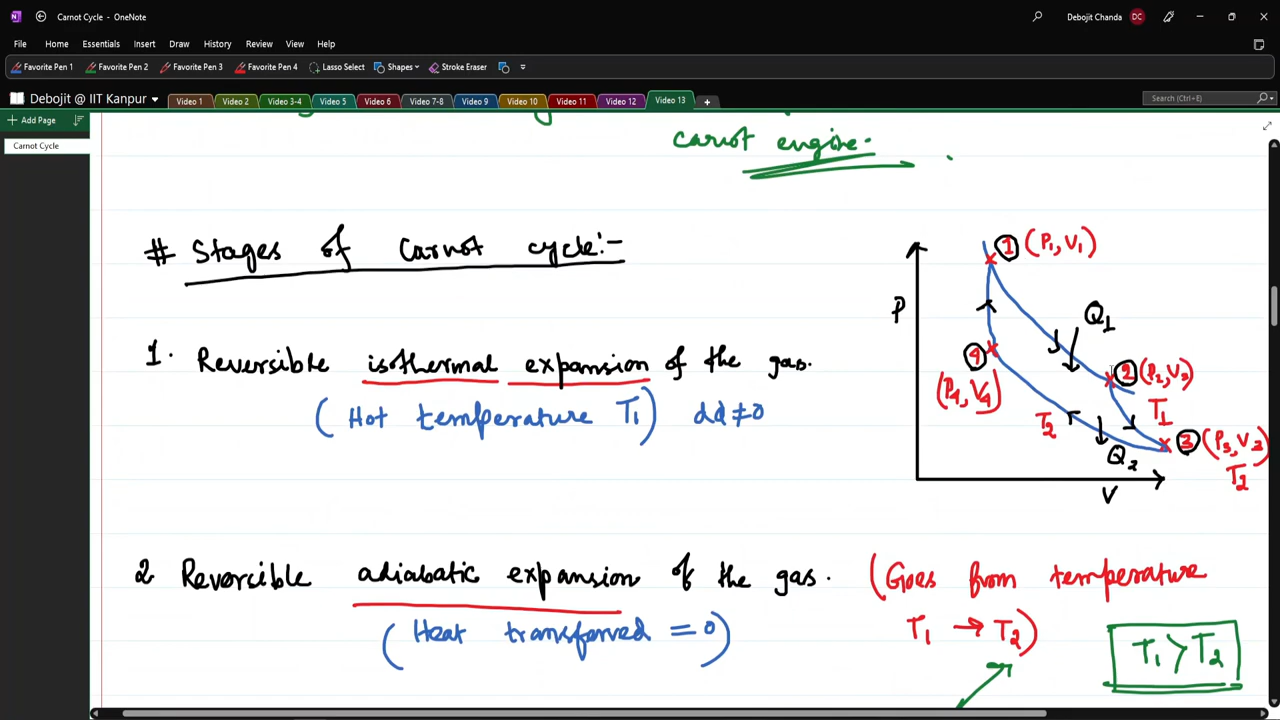 Carnot Cycle - OneNote
Debojit Chanda DC
File Home Essentials Insert Draw History Review View Help
Favorite Pen 1 Favorite Pen 2 Favorite Pen 3 Favorite Pen 4 Lasso Select Shapes Stroke Eraser
Debojit @ IIT Kanpur Video 1 Video 2 Video 3-4 Video 5 Video 6 Video 7-8 Video 9 Video 10 Video 11 Video 12 Video 13 + Search (Ctrl+E)
+ Add Page
Carnot Cycle
carnot engine.
# Stages of Carnot cycle:-
1. Reversible isothermal expansion of the gas.
(Hot temperature T1) dd≠0
P
1 (P1, V1)
Q1
2 (P2, V2)
T1
4
(P4, V4)
T2
Q2
3 (P3, V3)
T2
V
2 Reversible adiabatic expansion of the gas. (Goes from temperature
T1 → T2)
(Heat transferred = 0)
T1 > T2